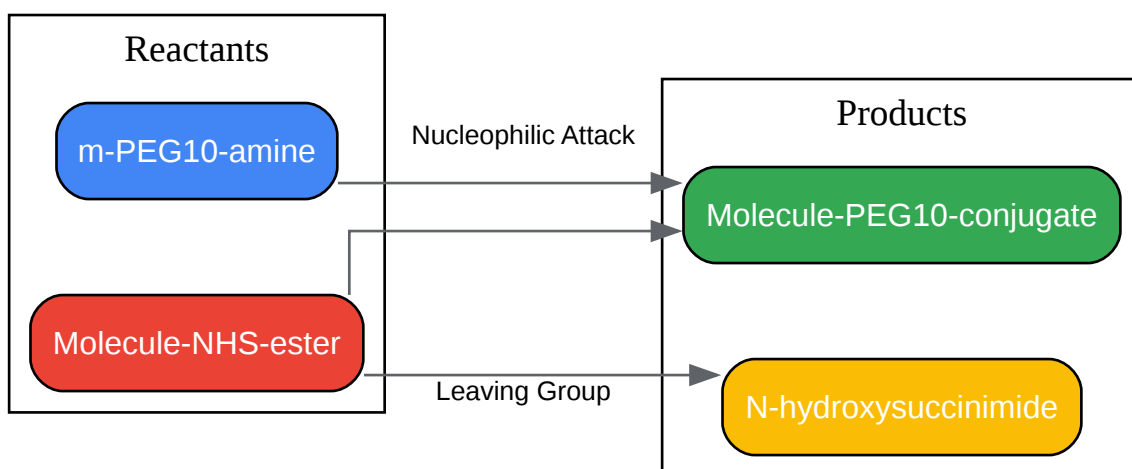 Reactants
m-PEG10-amine
Molecule-NHS-ester
Nucleophilic Attack
Leaving Group
Products
Molecule-PEG10-conjugate
N-hydroxysuccinimide